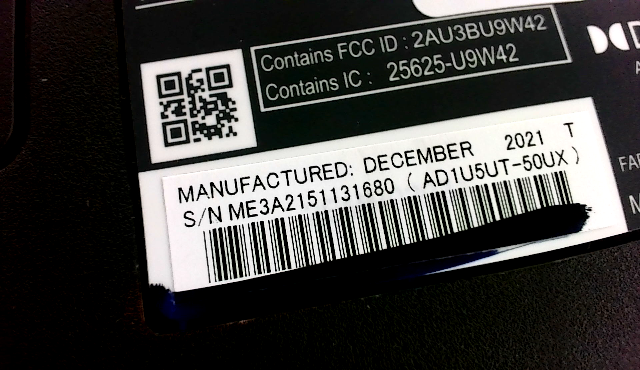 Contains FCC ID : 2AU3BU9W42
Contains IC : 25625-U9W42
MANUFACTURED: DECEMBER 2021 T
S/N ME3A2151131680 ( AD1U5UT-50UX )